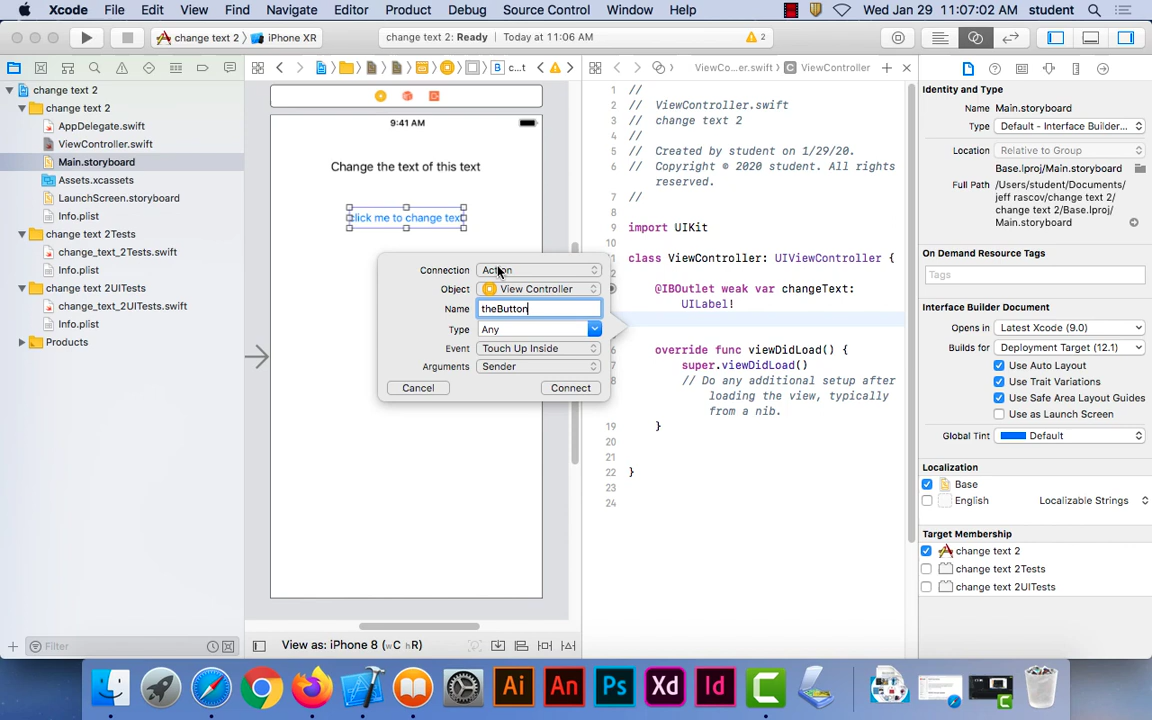 Xcode File Edit View Find Navigate Editor Product Debug Source Control Window Help Wed Jan 29 11:07:02 AM student
change text 2 iPhone XR change text 2: Ready Today at 11:06 AM 2
c...t ViewCo...er.swift ViewController
change text 2
change text 2
AppDelegate.swift
ViewController.swift
Main.storyboard
Assets.xcassets
LaunchScreen.storyboard
Info.plist
change text 2Tests
change_text_2Tests.swift
Info.plist
change text 2UITests
change_text_2UITests.swift
Info.plist
Products
Filter
9:41 AM
Change the text of this text
click me to change text
Connection Action
Object View Controller
Name theButton
Type Any
Event Touch Up Inside
Arguments Sender
Cancel Connect
View as: iPhone 8 (wC hR)
1 //
2 // ViewController.swift
3 // change text 2
4 //
5 // Created by student on 1/29/20.
6 // Copyright © 2020 student. All rights
reserved.
7 //
8
9 import UIKit
10
class ViewController: UIViewController {
@IBOutlet weak var changeText:
UILabel!
override func viewDidLoad() {
super.viewDidLoad()
// Do any additional setup after
loading the view, typically
from a nib.
19 }
20
21
22 }
23
24
Identity and Type
Name Main.storyboard
Type Default - Interface Builder...
Location Relative to Group
Base.lproj/Main.storyboard
Full Path /Users/student/Documents/
jeff rascov/change text 2/
change text 2/Base.lproj/
Main.storyboard
On Demand Resource Tags
Tags
Interface Builder Document
Opens in Latest Xcode (9.0)
Builds for Deployment Target (12.1)
Use Auto Layout
Use Trait Variations
Use Safe Area Layout Guides
Use as Launch Screen
Global Tint Default
Localization
Base
English Localizable Strings
Target Membership
change text 2
change text 2Tests
change text 2UITests
Ai An Ps Xd Id